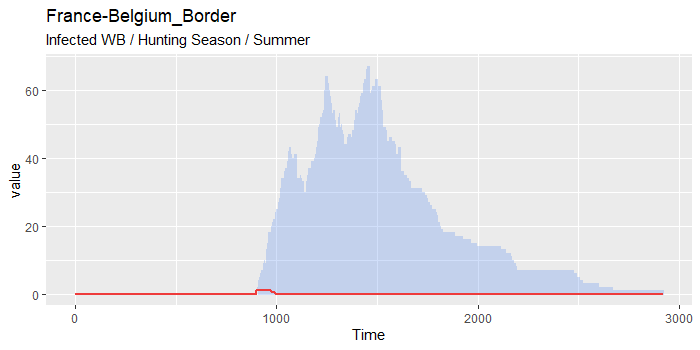 France-Belgium_Border
Infected WB / Hunting Season / Summer
value
60
40
20
0
0
1000
2000
3000
Time